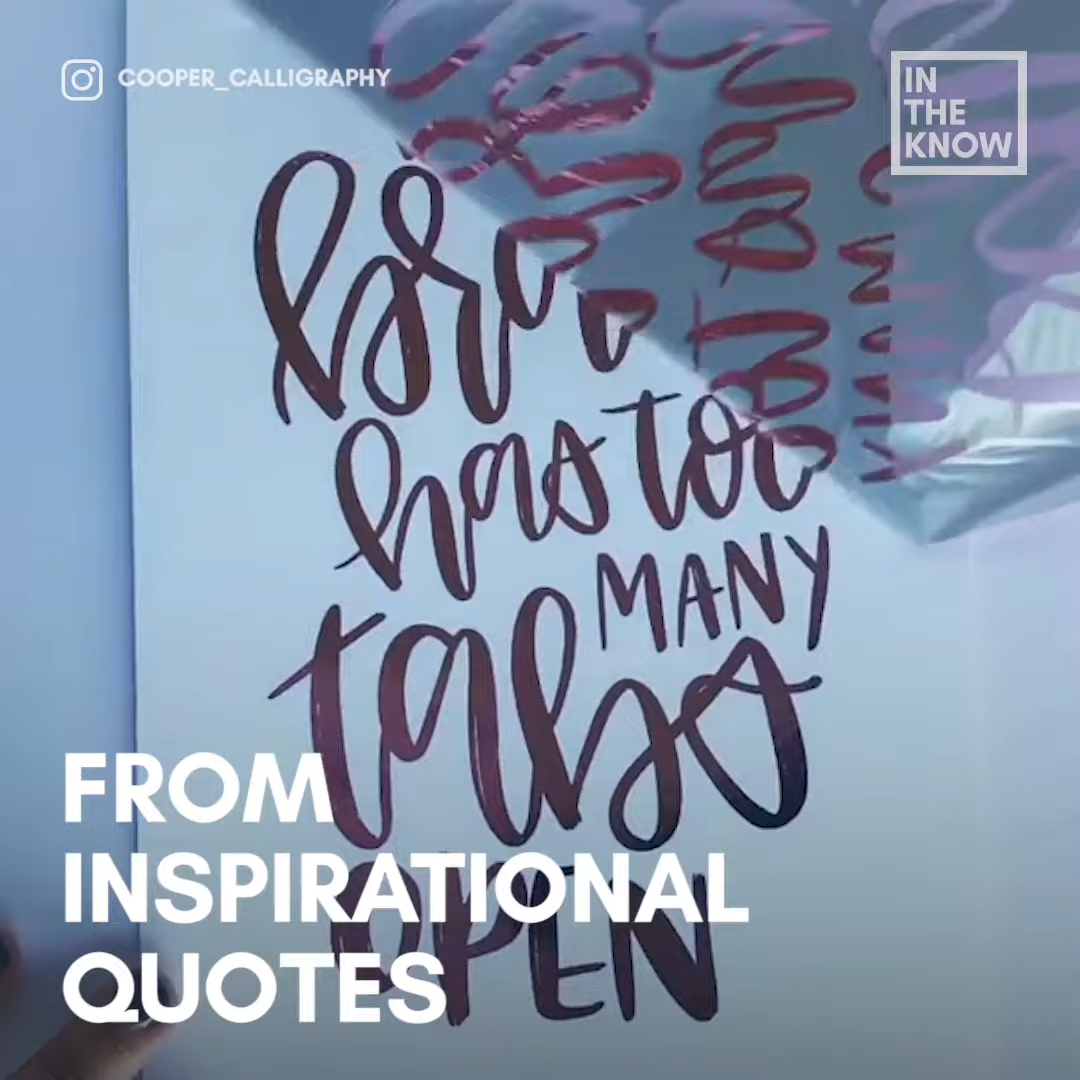 COOPER_CALLIGRAPHY
IN
THE
KNOW
has too
MANY
tabs
OPEN
FROM
INSPIRATIONAL
QUOTES